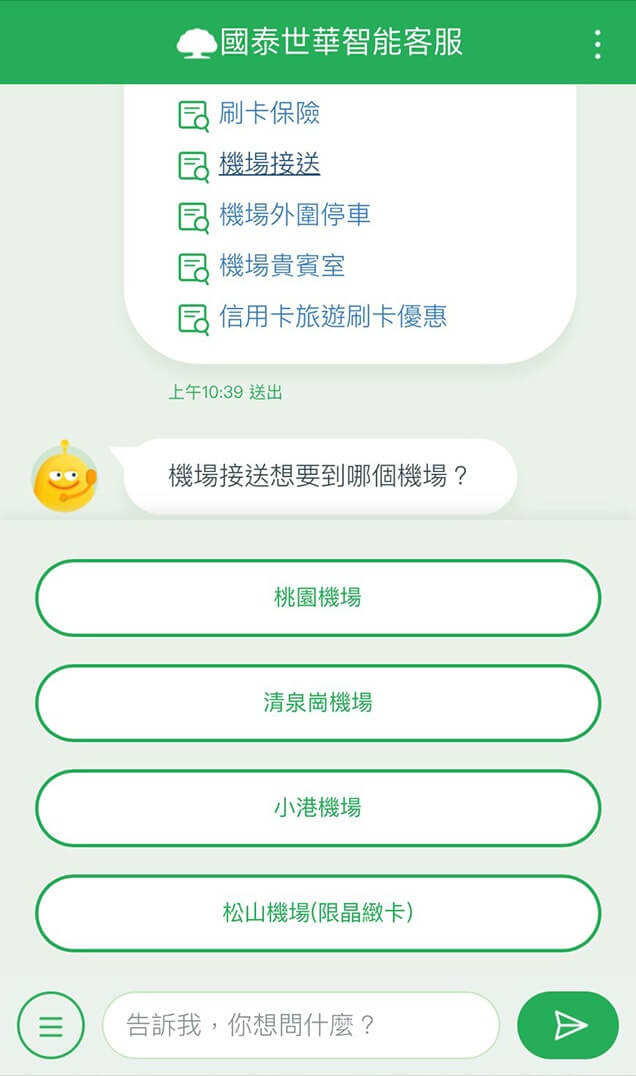 國泰世華智能客服
刷卡保險
機場接送
機場外圍停車
機場貴賓室
信用卡旅遊刷卡優惠
上午10:39 送出
機場接送想要到哪個機場？
桃園機場
清泉崗機場
小港機場
松山機場(限晶緻卡)
告訴我，你想問什麼？